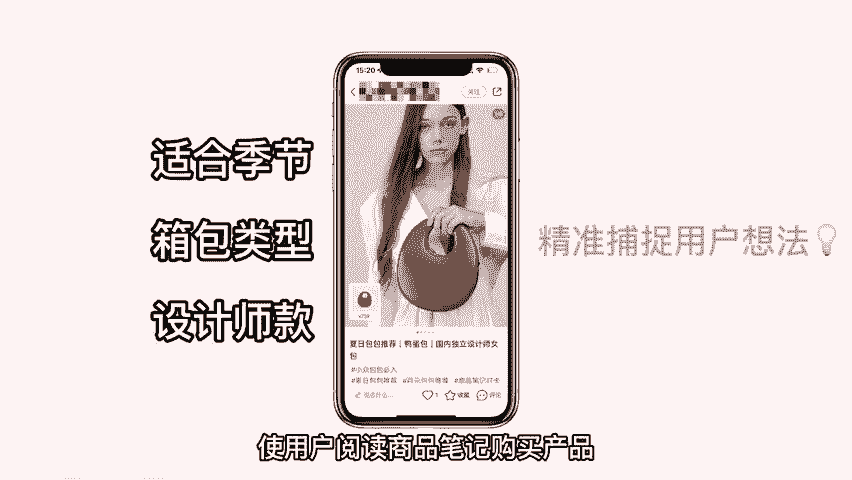 适合季节
箱包类型
设计师款
15:20
关注
¥759
夏日包包推荐｜鸭蛋包｜国内独立设计师女
包
#小众包包必入
#夏日包包推荐
说点什么...
1
收藏
评论
精准捕捉用户想法
使用户阅读商品笔记购买产品